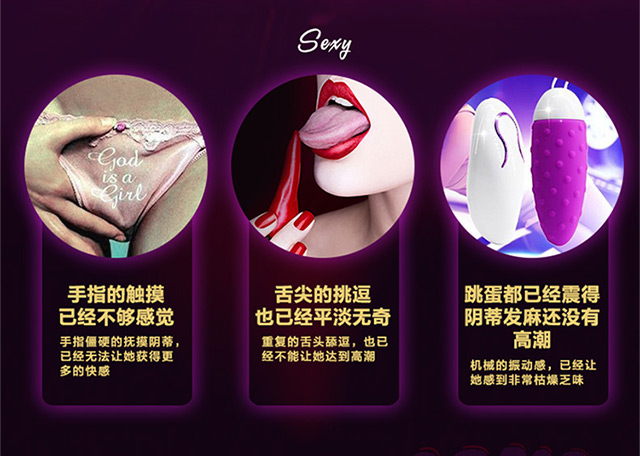 Sexy
God
is a
Girl
手指的触摸
已经不够感觉
手指僵硬的抚摸阴蒂，
已经无法让她获得更
多的快感
舌尖的挑逗
也已经平淡无奇
重复的舌头舔逗，也已
经不能让她达到高潮
跳蛋都已经震得
阴蒂发麻还没有
高潮
机械的振动感，已经让
她感到非常枯燥乏味